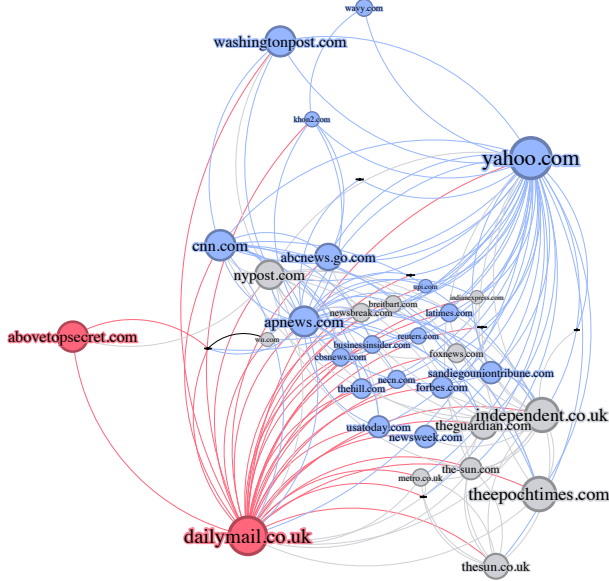 wavy.com
washingtonpost.com
khon2.com
yahoo.com
cnn.com
abcnews.go.com
nypost.com
upi.com
indianexpress.com
breitbart.com
newsbreak.com
latimes.com
apnews.com
abovetopsecret.com
wn.com
reuters.com
businessinsider.com
foxnews.com
cbsnews.com
sandiegouniontribune.com
necn.com
thehill.com
forbes.com
independent.co.uk
theguardian.com
usatoday.com
newsweek.com
the-sun.com
metro.co.uk
theepochtimes.com
dailymail.co.uk
thesun.co.uk